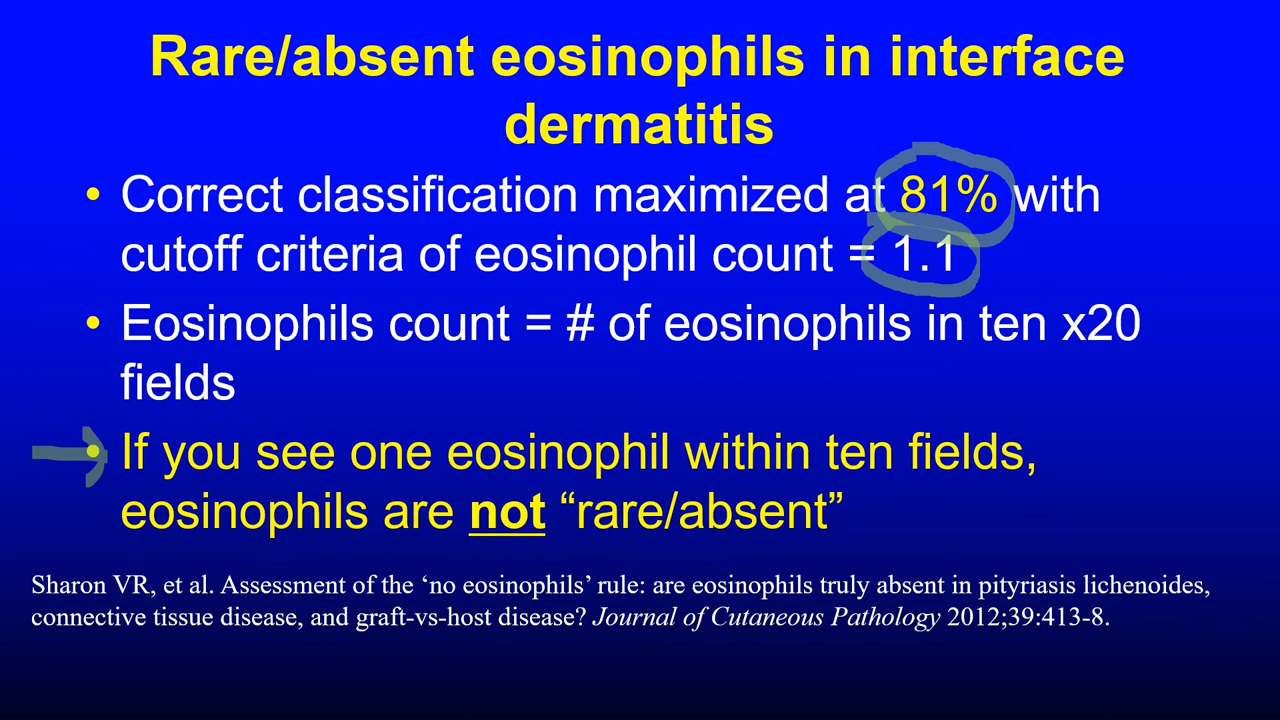 Rare/absent eosinophils in interface
dermatitis
• Correct classification maximized at 81% with
cutoff criteria of eosinophil count = 1.1
• Eosinophils count = # of eosinophils in ten x20
fields
• If you see one eosinophil within ten fields,
eosinophils are not “rare/absent”
Sharon VR, et al. Assessment of the ‘no eosinophils’ rule: are eosinophils truly absent in pityriasis lichenoides,
connective tissue disease, and graft-vs-host disease? Journal of Cutaneous Pathology 2012;39:413-8.